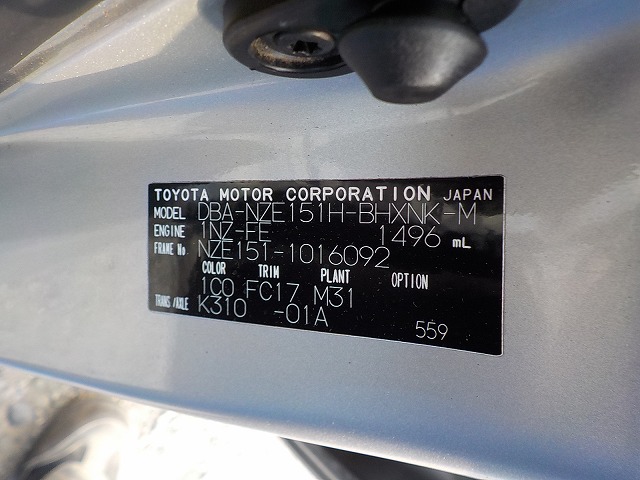 TOYOTA MOTOR CORPORATION JAPAN
MODEL DBA-NZE151H-BHXNK-M
ENGINE 1NZ-FE 1496 mL
FRAME No NZE151-1016092
COLOR TRIM PLANT OPTION
1C0 FC17 M31
TRANS/AXLE K310 -01A
559